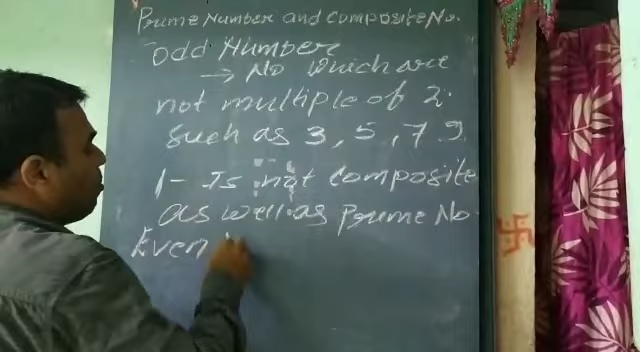 Prime Number and Composite No.
Odd Number
→ No which are
not multiple of 2.
such as 3, 5, 7 9.
1- Is not composite
as well as Prime No.
Even